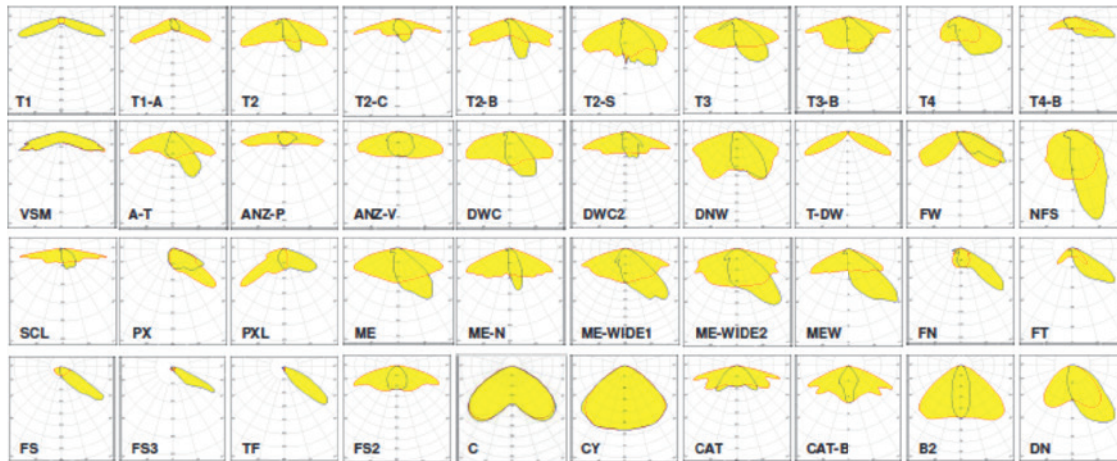 T1 T1-A T2 T2-C T2-B T2-S T3 T3-B T4 T4-B
VSM A-T ANZ-P ANZ-V DWC DWC2 DNW T-DW FW NFS
SCL PX PXL ME ME-N ME-WIDE1 ME-WIDE2 MEW FN FT
FS FS3 TF FS2 C CY CAT CAT-B B2 DN